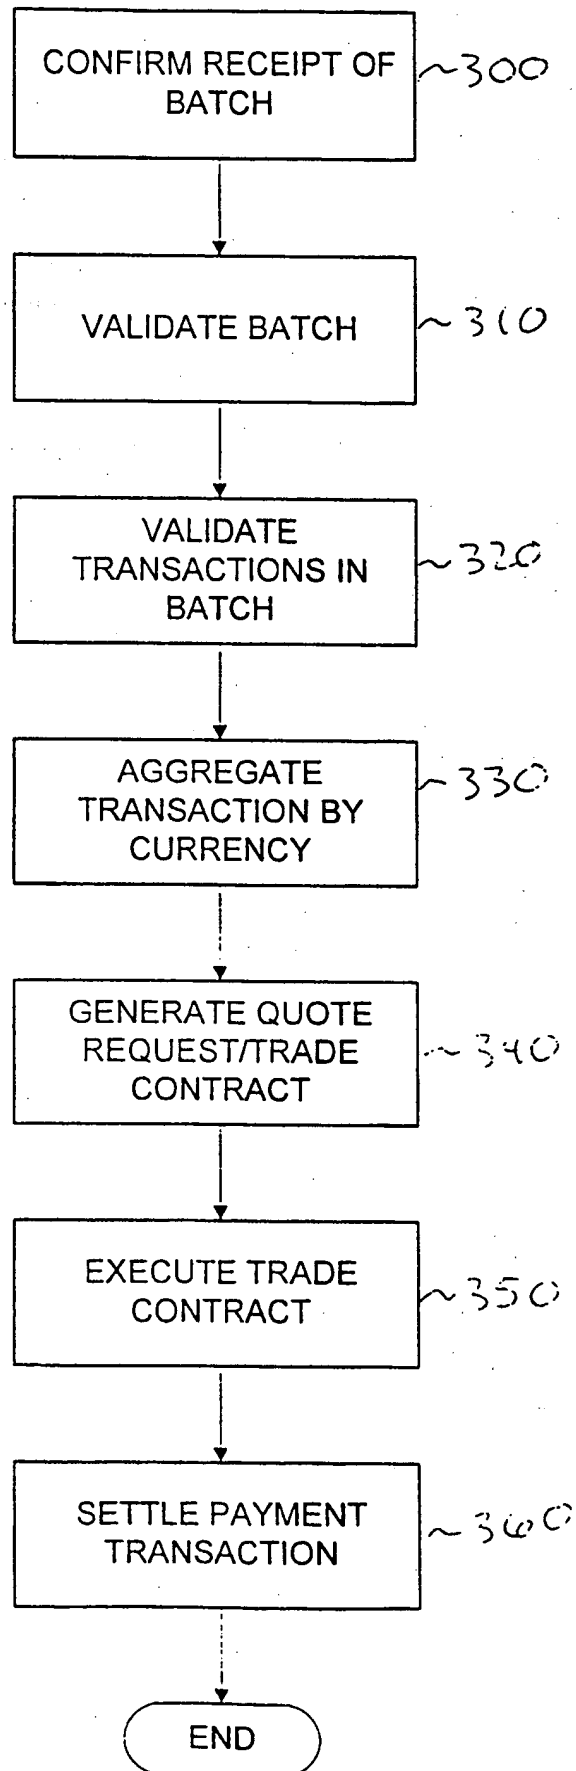 CONFIRM RECEIPT OF
BATCH
~300
VALIDATE BATCH
~310
VALIDATE
TRANSACTIONS IN
BATCH
~320
AGGREGATE
TRANSACTION BY
CURRENCY
~330
GENERATE QUOTE
REQUEST/TRADE
CONTRACT
~340
EXECUTE TRADE
CONTRACT
~350
SETTLE PAYMENT
TRANSACTION
~360
END